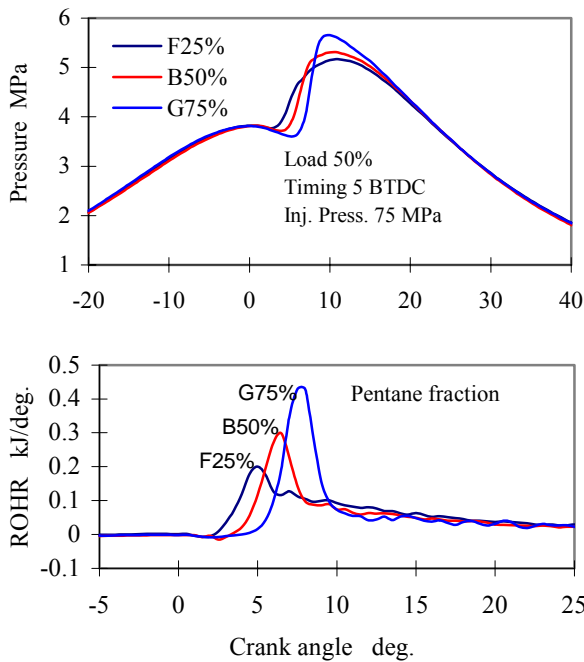 6
5
4
3
2
1
Pressure MPa
F25%
B50%
G75%
Load 50%
Timing 5 BTDC
Inj. Press. 75 MPa
-20
-10
0
10
20
30
40
0.5
0.4
0.3
0.2
0.1
0
-0.1
ROHR kJ/deg.
G75%
Pentane fraction
B50%
F25%
-5
0
5
10
15
20
25
Crank angle deg.